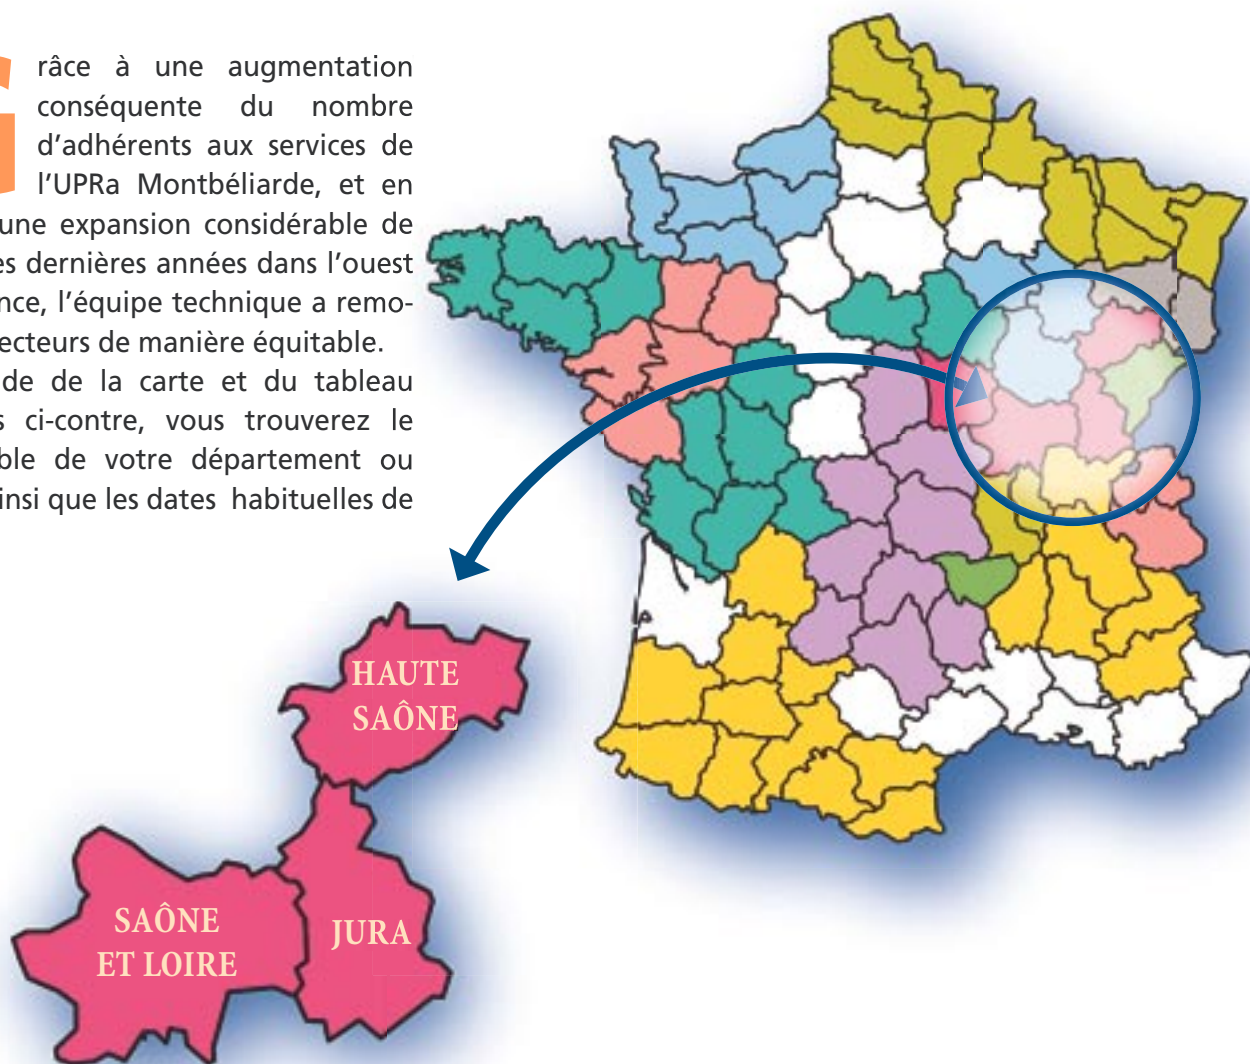 Grâce à une augmentation
conséquente du nombre
d'adhérents aux services de
l'UPRa Montbéliarde, et en
une expansion considérable de
es dernières années dans l'ouest
nce, l'équipe technique a remo-
ecteurs de manière équitable.
de de la carte et du tableau
s ci-contre, vous trouverez le
ble de votre département ou
insi que les dates habituelles de
HAUTE
SAÔNE
SAÔNE
ET LOIRE
JURA